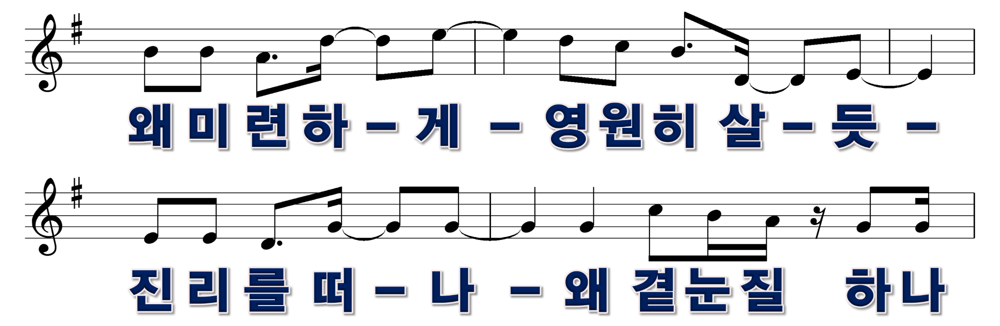 왜 미 련 하 - 게 - 영 원 히 살 - 듯 -
진 리 를 떠 - 나 - 왜 곁 눈 질 하 나